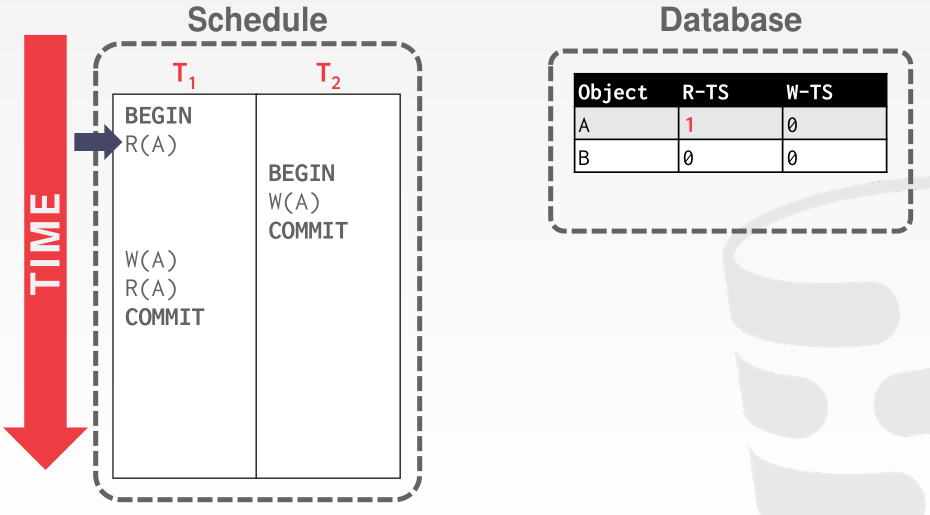 Schedule
T1 T2
BEGIN
R(A)
BEGIN
W(A)
COMMIT
W(A)
R(A)
COMMIT
TIME
Database
Object R-TS W-TS
A 1 0
B 0 0